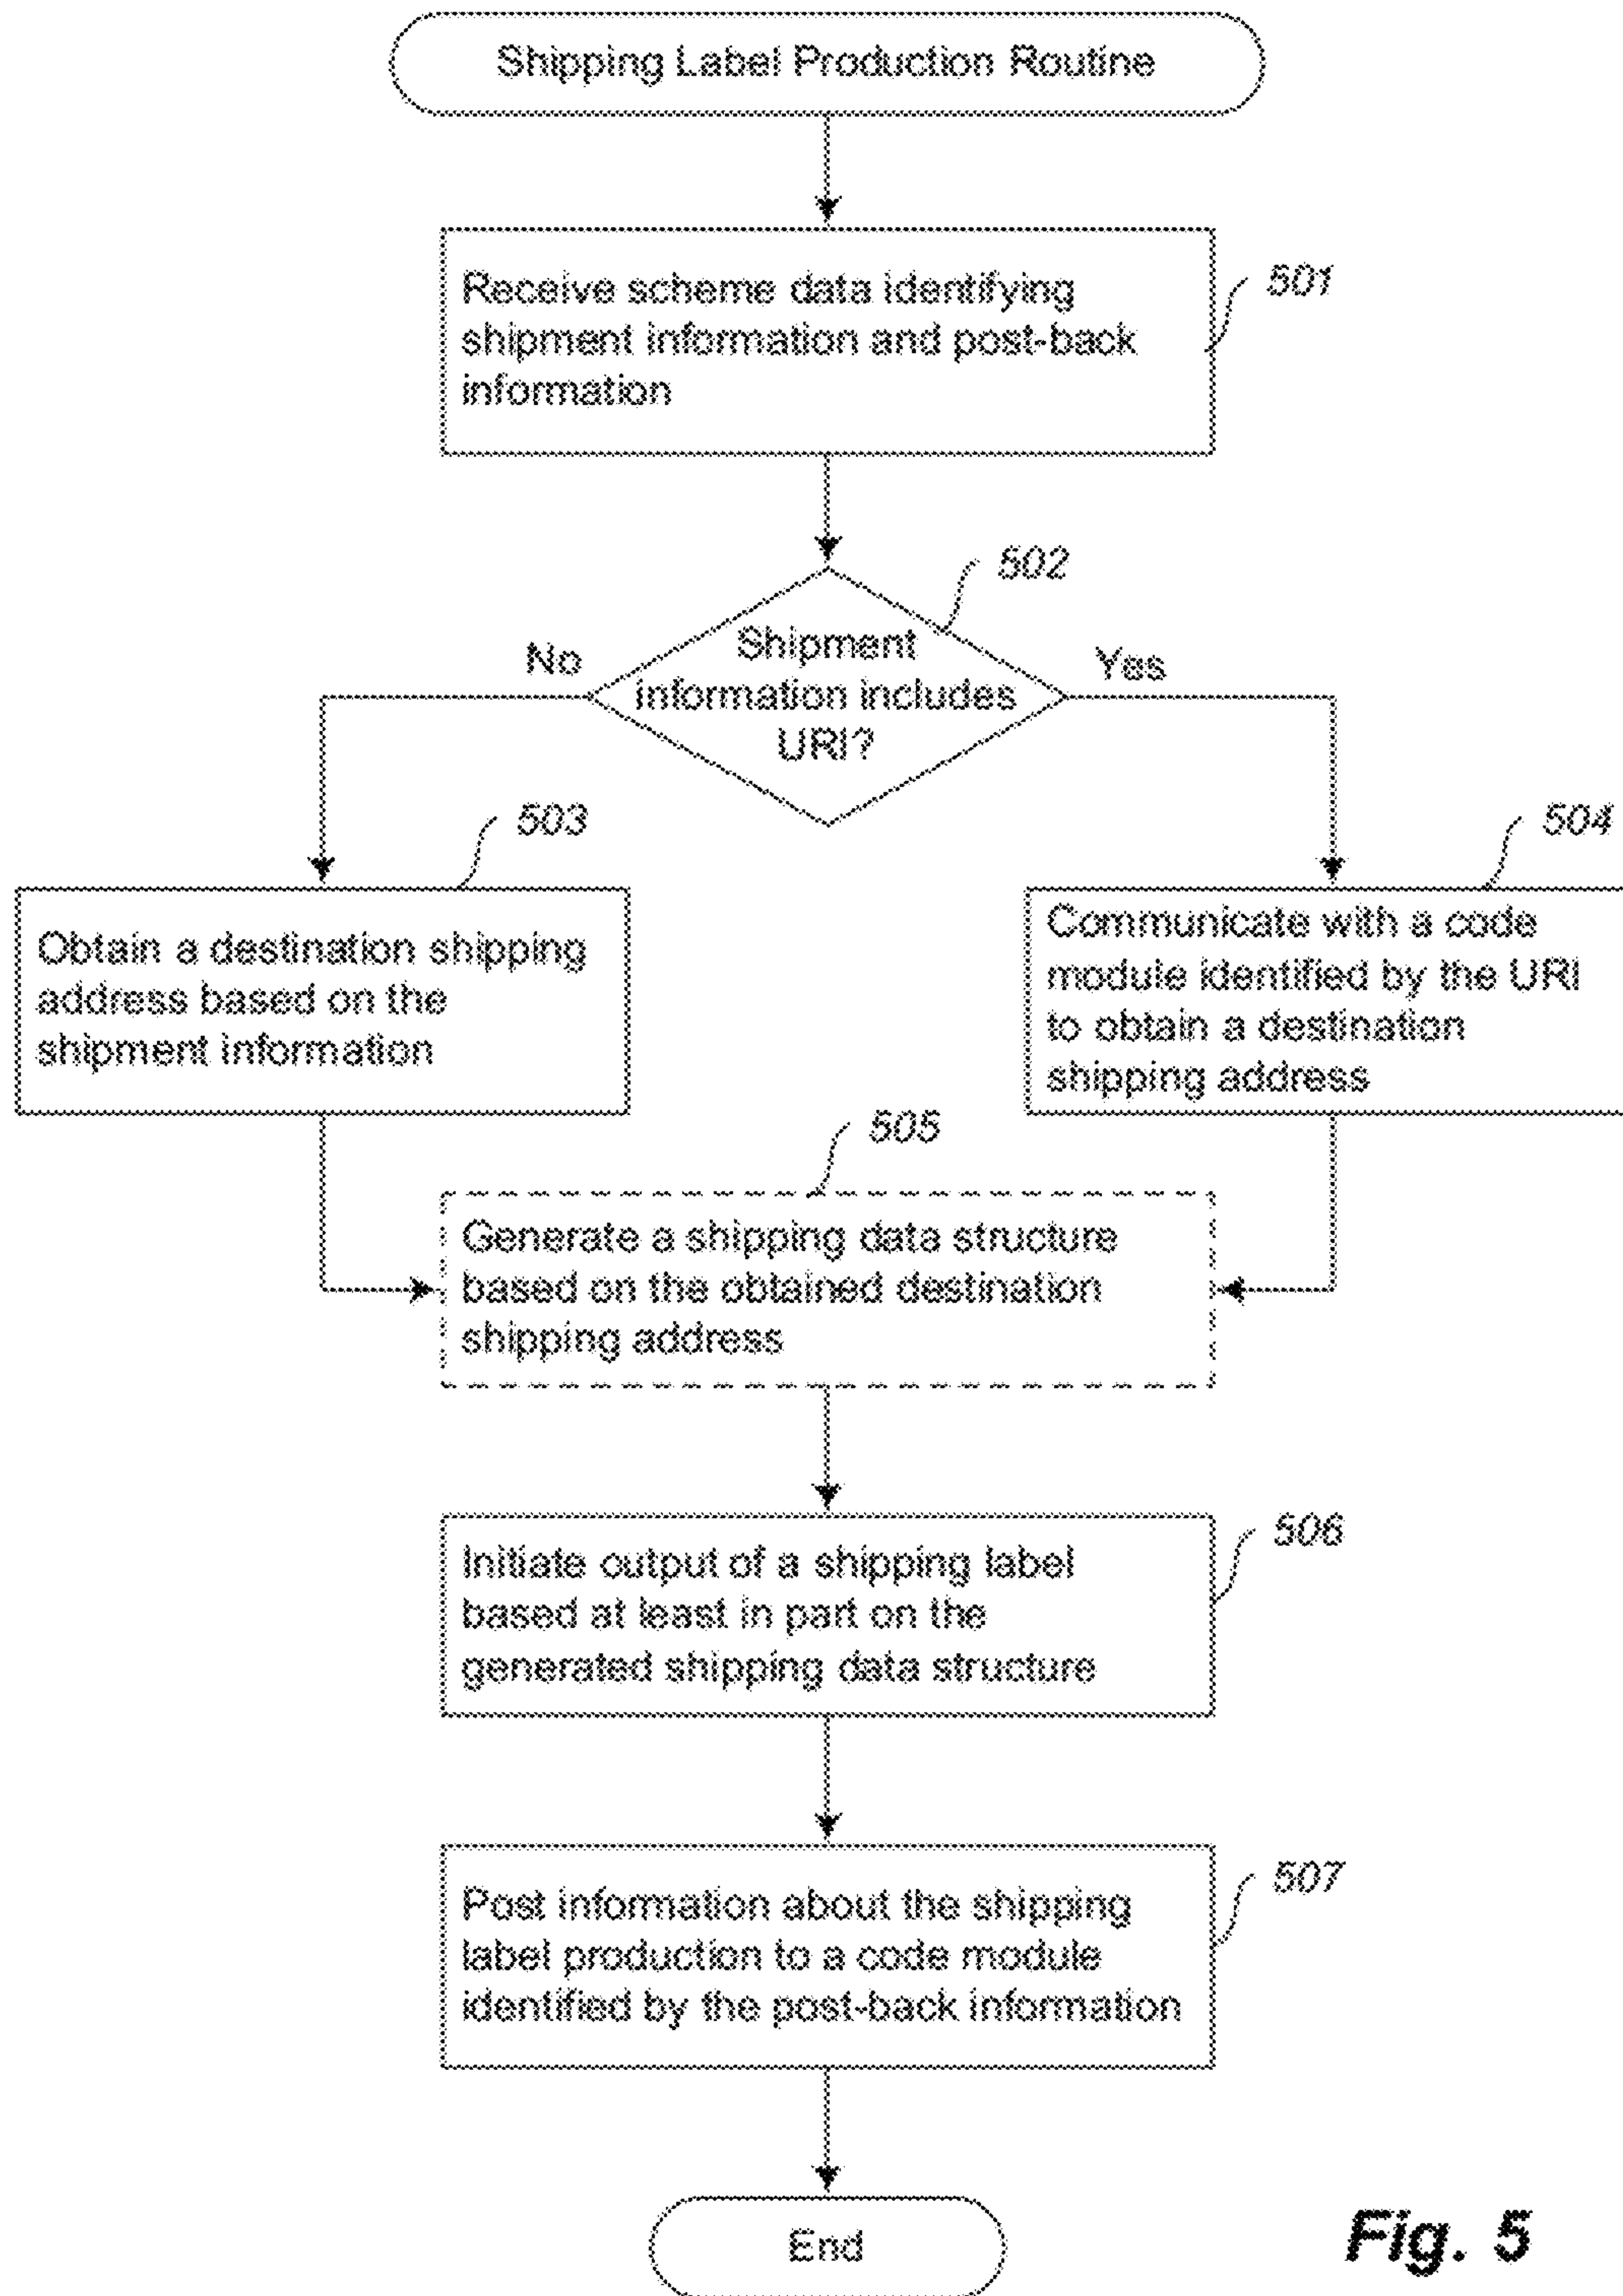 Shipping Label Production Routine
Receive scheme data identifying
shipment information and post-back
information
501
502
Shipment
information includes
URI?
No
Yes
503
Obtain a destination shipping
address based on the
shipment information
504
Communicate with a code
module identified by the URI
to obtain a destination
shipping address
505
Generate a shipping data structure
based on the obtained destination
shipping address
Initiate output of a shipping label
based at least in part on the
generated shipping data structure
506
Post information about the shipping
label production to a code module
identified by the post-back information
507
End
Fig. 5